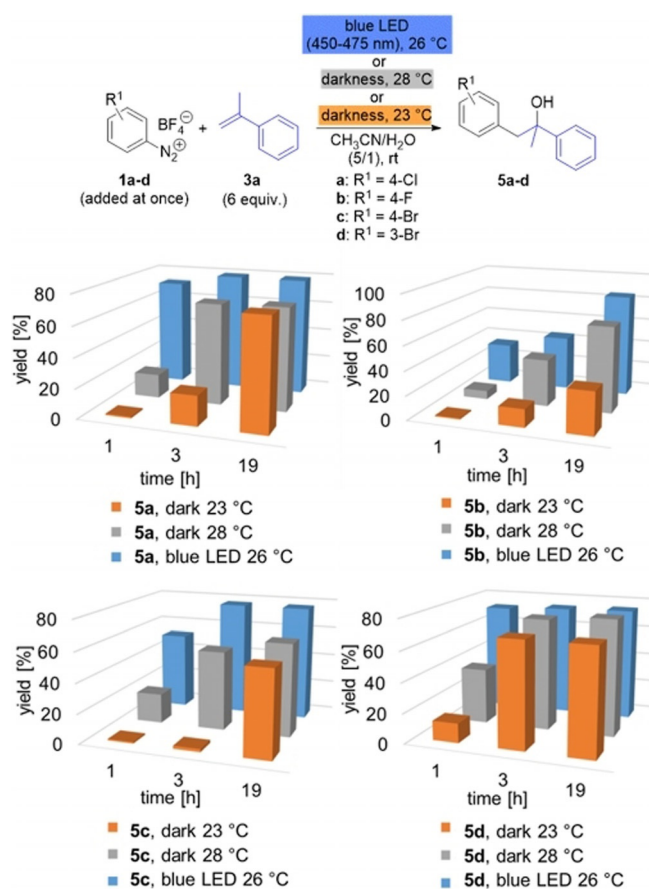 blue LED
(450-475 nm), 26 °C
or
darkness, 28 °C
or
darkness, 23 °C
CH₃CN/H₂O
(5/1), rt
R¹
BF₄⊖
N₂⊕
+
R¹
OH
1a-d
(added at once)
3a
(6 equiv.)
a: R¹ = 4-Cl
b: R¹ = 4-F
c: R¹ = 4-Br
d: R¹ = 3-Br
5a-d
yield [%]
80
60
40
20
0
1
3
19
time [h]
5a, dark 23 °C
5a, dark 28 °C
5a, blue LED 26 °C
yield [%]
100
80
60
40
20
0
1
3
19
time [h]
5b, dark 23 °C
5b, dark 28 °C
5b, blue LED 26 °C
yield [%]
80
60
40
20
0
1
3
19
time [h]
5c, dark 23 °C
5c, dark 28 °C
5c, blue LED 26 °C
yield [%]
80
60
40
20
0
1
3
19
time [h]
5d, dark 23 °C
5d, dark 28 °C
5d, blue LED 26 °C